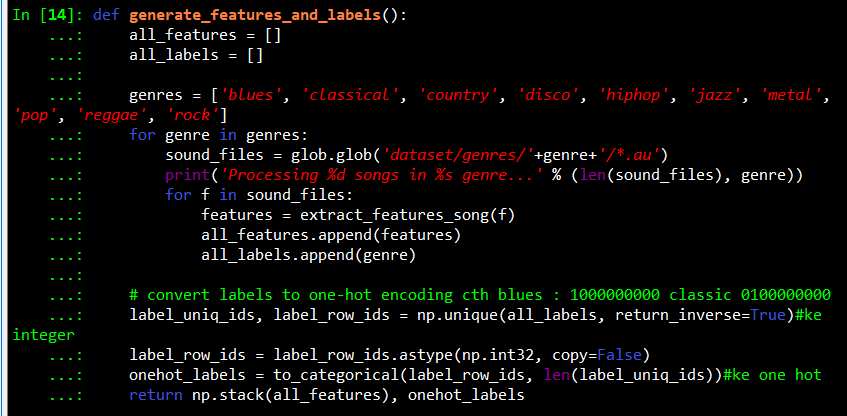 In [14]: def generate_features_and_labels():
...: all_features = []
...: all_labels = []
...:
...: genres = ['blues', 'classical', 'country', 'disco', 'hiphop', 'jazz', 'metal',
'pop', 'reggae', 'rock']
...: for genre in genres:
...: sound_files = glob.glob('dataset/genres/'+genre+'/*.au')
...: print('Processing %d songs in %s genre...' % (len(sound_files), genre))
...: for f in sound_files:
...: features = extract_features_song(f)
...: all_features.append(features)
...: all_labels.append(genre)
...:
...: # convert labels to one-hot encoding cth blues : 1000000000 classic 0100000000
...: label_uniq_ids, label_row_ids = np.unique(all_labels, return_inverse=True)#ke
integer
...: label_row_ids = label_row_ids.astype(np.int32, copy=False)
...: onehot_labels = to_categorical(label_row_ids, len(label_uniq_ids))#ke one hot
...: return np.stack(all_features), onehot_labels